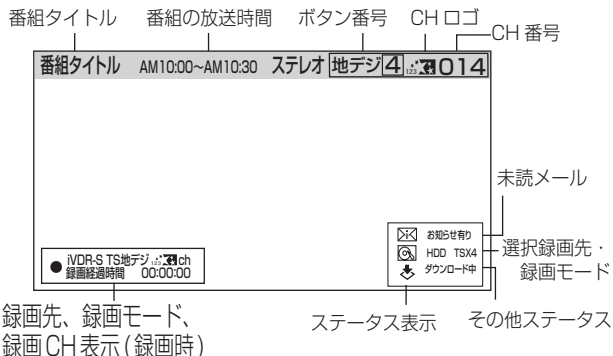 番組タイトル 番組の放送時間 ボタン番号 CH ロゴ
CH 番号
番組タイトル AM10:00~AM10:30 ステレオ 地デジ 4 123 014
未読メール
お知らせ有り
HDD TSX4
ダウンロード中
選択録画先・
録画モード
iVDR-S TS地デジ 123 ch
録画経過時間 00:00:00
録画先、録画モード、
録画CH表示(録画時)
ステータス表示 その他ステータス